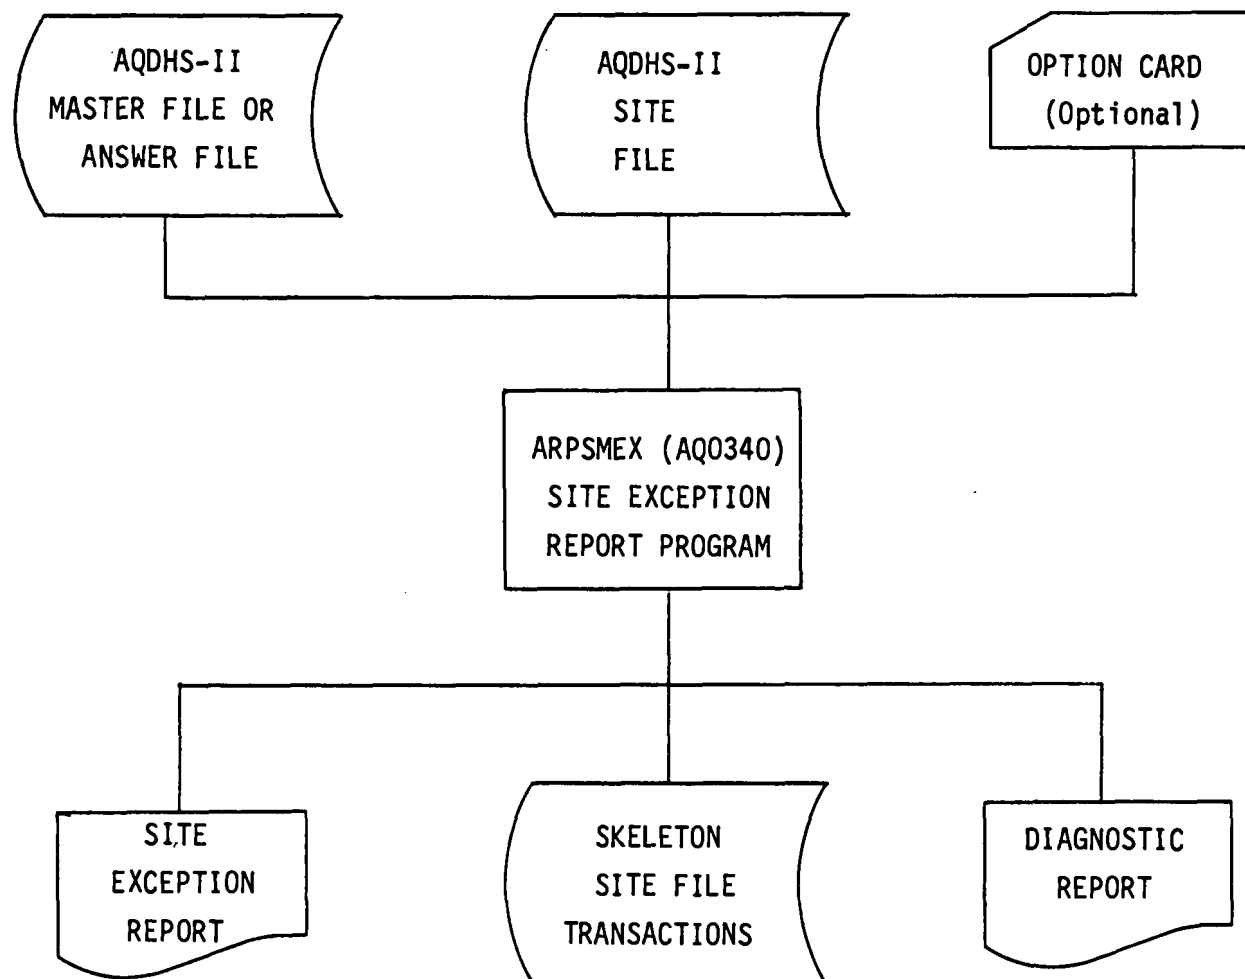 AQDHS-II
MASTER FILE OR
ANSWER FILE
AQDHS-II
SITE
FILE
OPTION CARD
(Optional)
ARPSMEX (AQ0340)
SITE EXCEPTION
REPORT PROGRAM
SITE
EXCEPTION
REPORT
SKELETON
SITE FILE
TRANSACTIONS
DIAGNOSTIC
REPORT